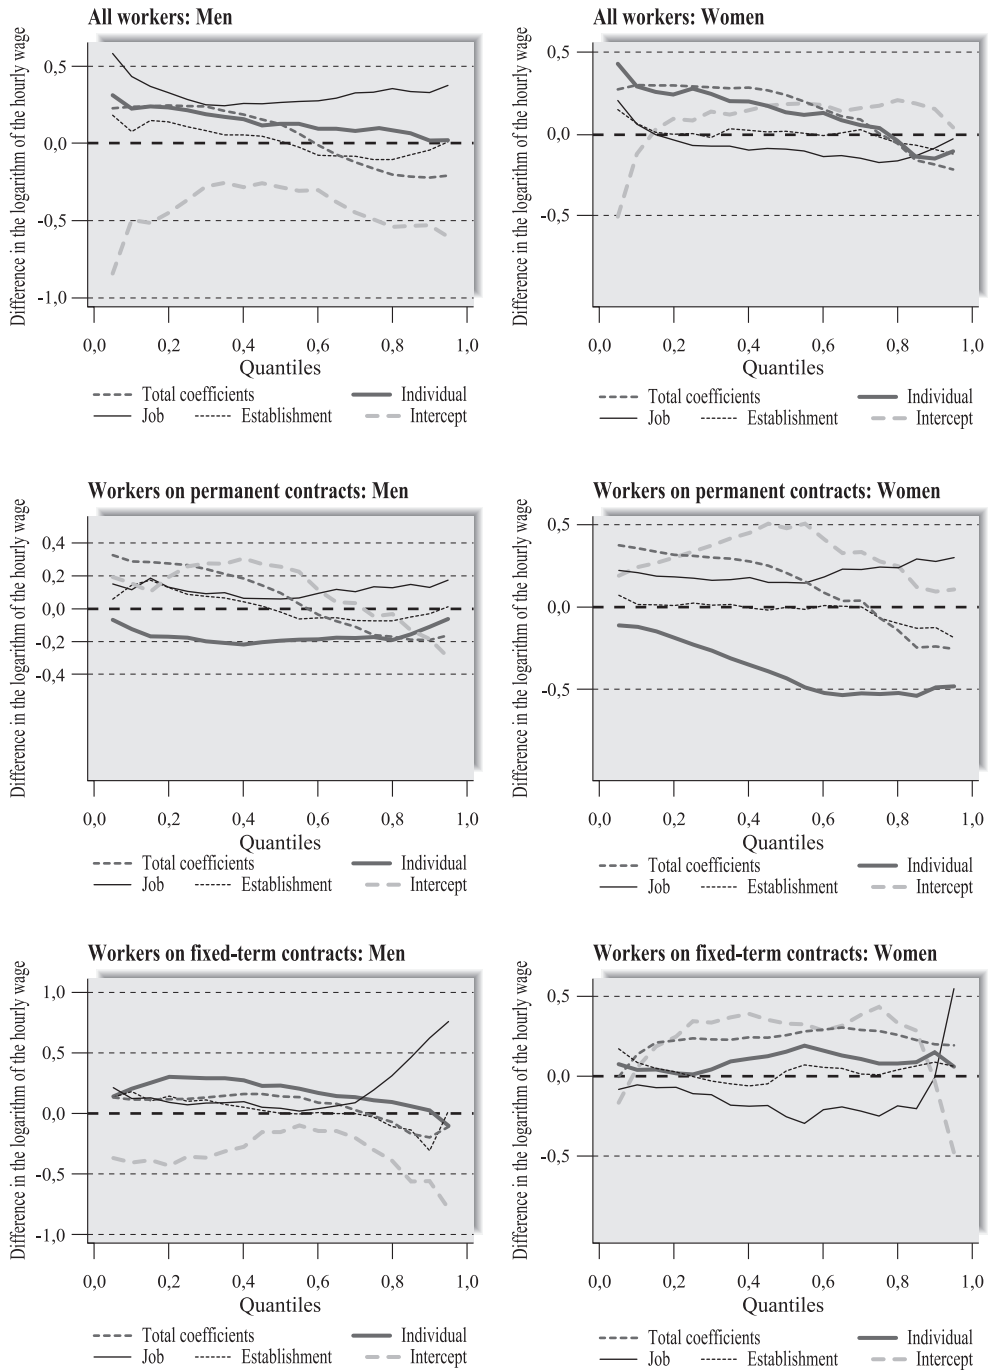 All workers: Men
Difference in the logarithm of the hourly wage
0,5
0,0
-0,5
-1,0
0,0 0,2 0,4 0,6 0,8 1,0
Quantiles
Total coefficients Individual
Job Establishment Intercept
All workers: Women
Difference in the logarithm of the hourly wage
0,5
0,0
-0,5
0,0 0,2 0,4 0,6 0,8 1,0
Quantiles
Total coefficients Individual
Job Establishment Intercept
Workers on permanent contracts: Men
Difference in the logarithm of the hourly wage
0,4
0,2
0,0
-0,2
-0,4
0,0 0,2 0,4 0,6 0,8 1,0
Quantiles
Total coefficients Individual
Job Establishment Intercept
Workers on permanent contracts: Women
Difference in the logarithm of the hourly wage
0,5
0,0
-0,5
0,0 0,2 0,4 0,6 0,8 1,0
Quantiles
Total coefficients Individual
Job Establishment Intercept
Workers on fixed-term contracts: Men
Difference in the logarithm of the hourly wage
1,0
0,5
0,0
-0,5
-1,0
0,0 0,2 0,4 0,6 0,8 1,0
Quantiles
Total coefficients Individual
Job Establishment Intercept
Workers on fixed-term contracts: Women
Difference in the logarithm of the hourly wage
0,5
0,0
-0,5
0,0 0,2 0,4 0,6 0,8 1,0
Quantiles
Total coefficients Individual
Job Establishment Intercept